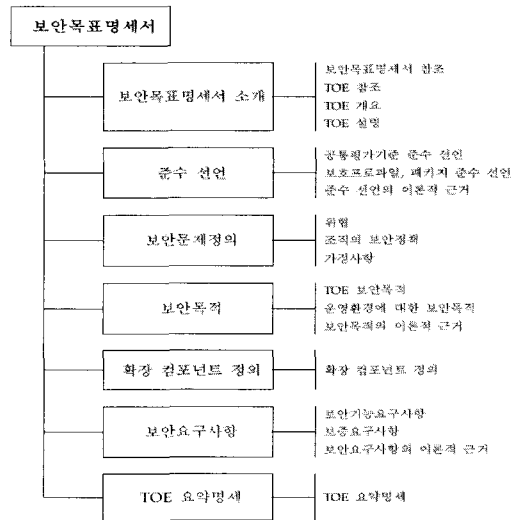 보안목표명세서
보안목표명세서 소개
보안목표명세서 참조
TOE 참조
TOE 개요
TOE 설명
준수 선언
공통평가기준 준수 선언
보호프로파일, 패키지 준수 선언
준수 선언의 이론적 근거
보안문제정의
위협
조직의 보안정책
가정사항
보안목적
TOE 보안목적
운영환경에 대한 보안목적
보안목적의 이론적 근거
확장 컴포넌트 정의
확장 컴포넌트 정의
보안요구사항
보안기능요구사항
보증요구사항
보안요구사항의 이론적 근거
TOE 요약명세
TOE 요약명세